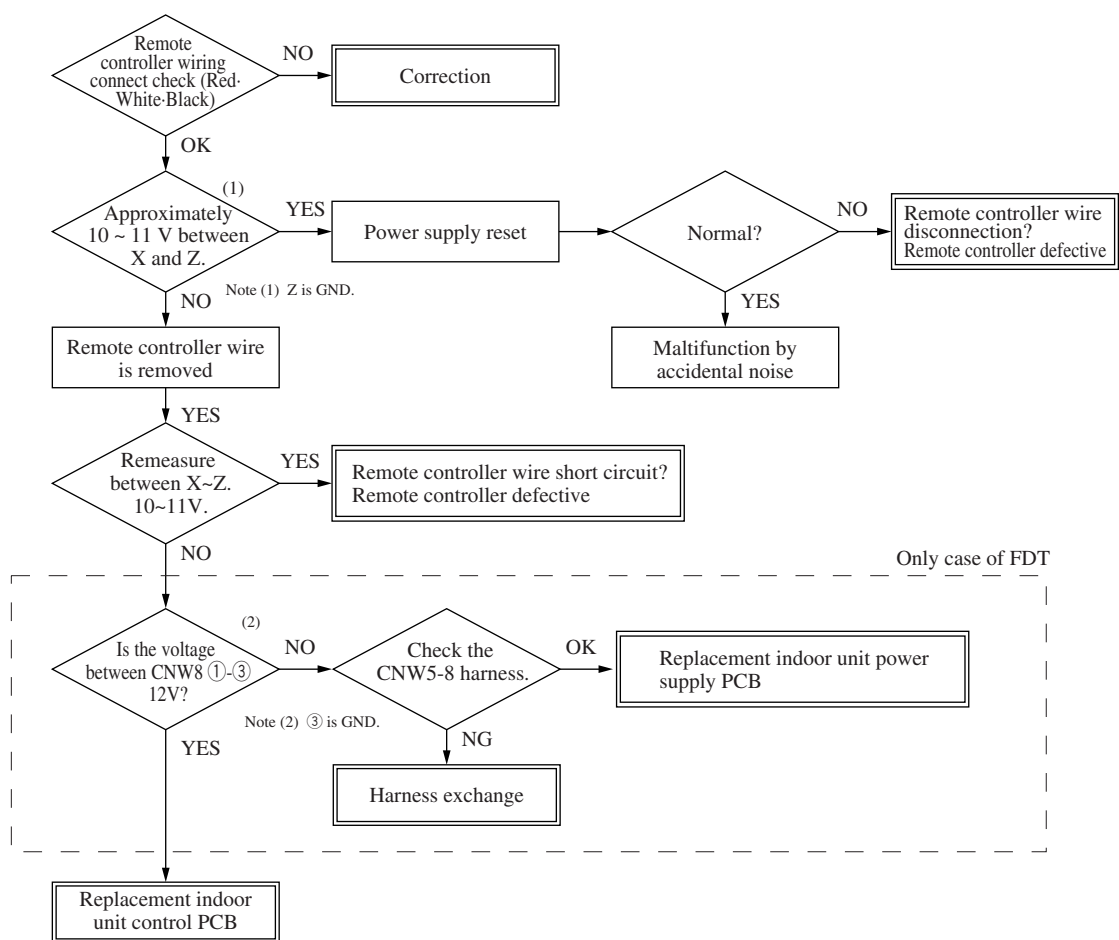 Remote
controller wiring
connect check (Red·
White·Black)
NO
Correction
OK
(1)
Approximately
10 ~ 11 V between
X and Z.
YES
Power supply reset
Normal?
NO
Remote controller wire
disconnection?
Remote controller defective
Note (1) Z is GND.
NO
YES
Remote controller wire
is removed
Maltifunction by
accidental noise
YES
Remeasure
between X~Z.
10~11V.
YES
Remote controller wire short circuit?
Remote controller defective
NO
Only case of FDT
(2)
Is the voltage
between CNW8 ①-③
12V?
NO
Check the
CNW5-8 harness.
OK
Replacement indoor unit power
supply PCB
Note (2) ③ is GND.
YES
NG
Harness exchange
Replacement indoor
unit control PCB